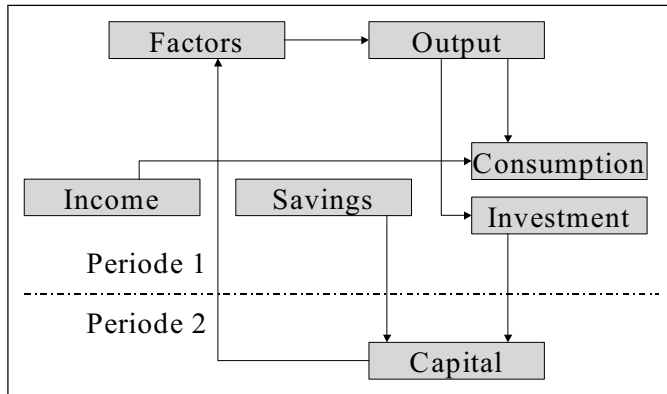 Factors
Output
Consumption
Income
Savings
Investment
Periode 1
Periode 2
Capital